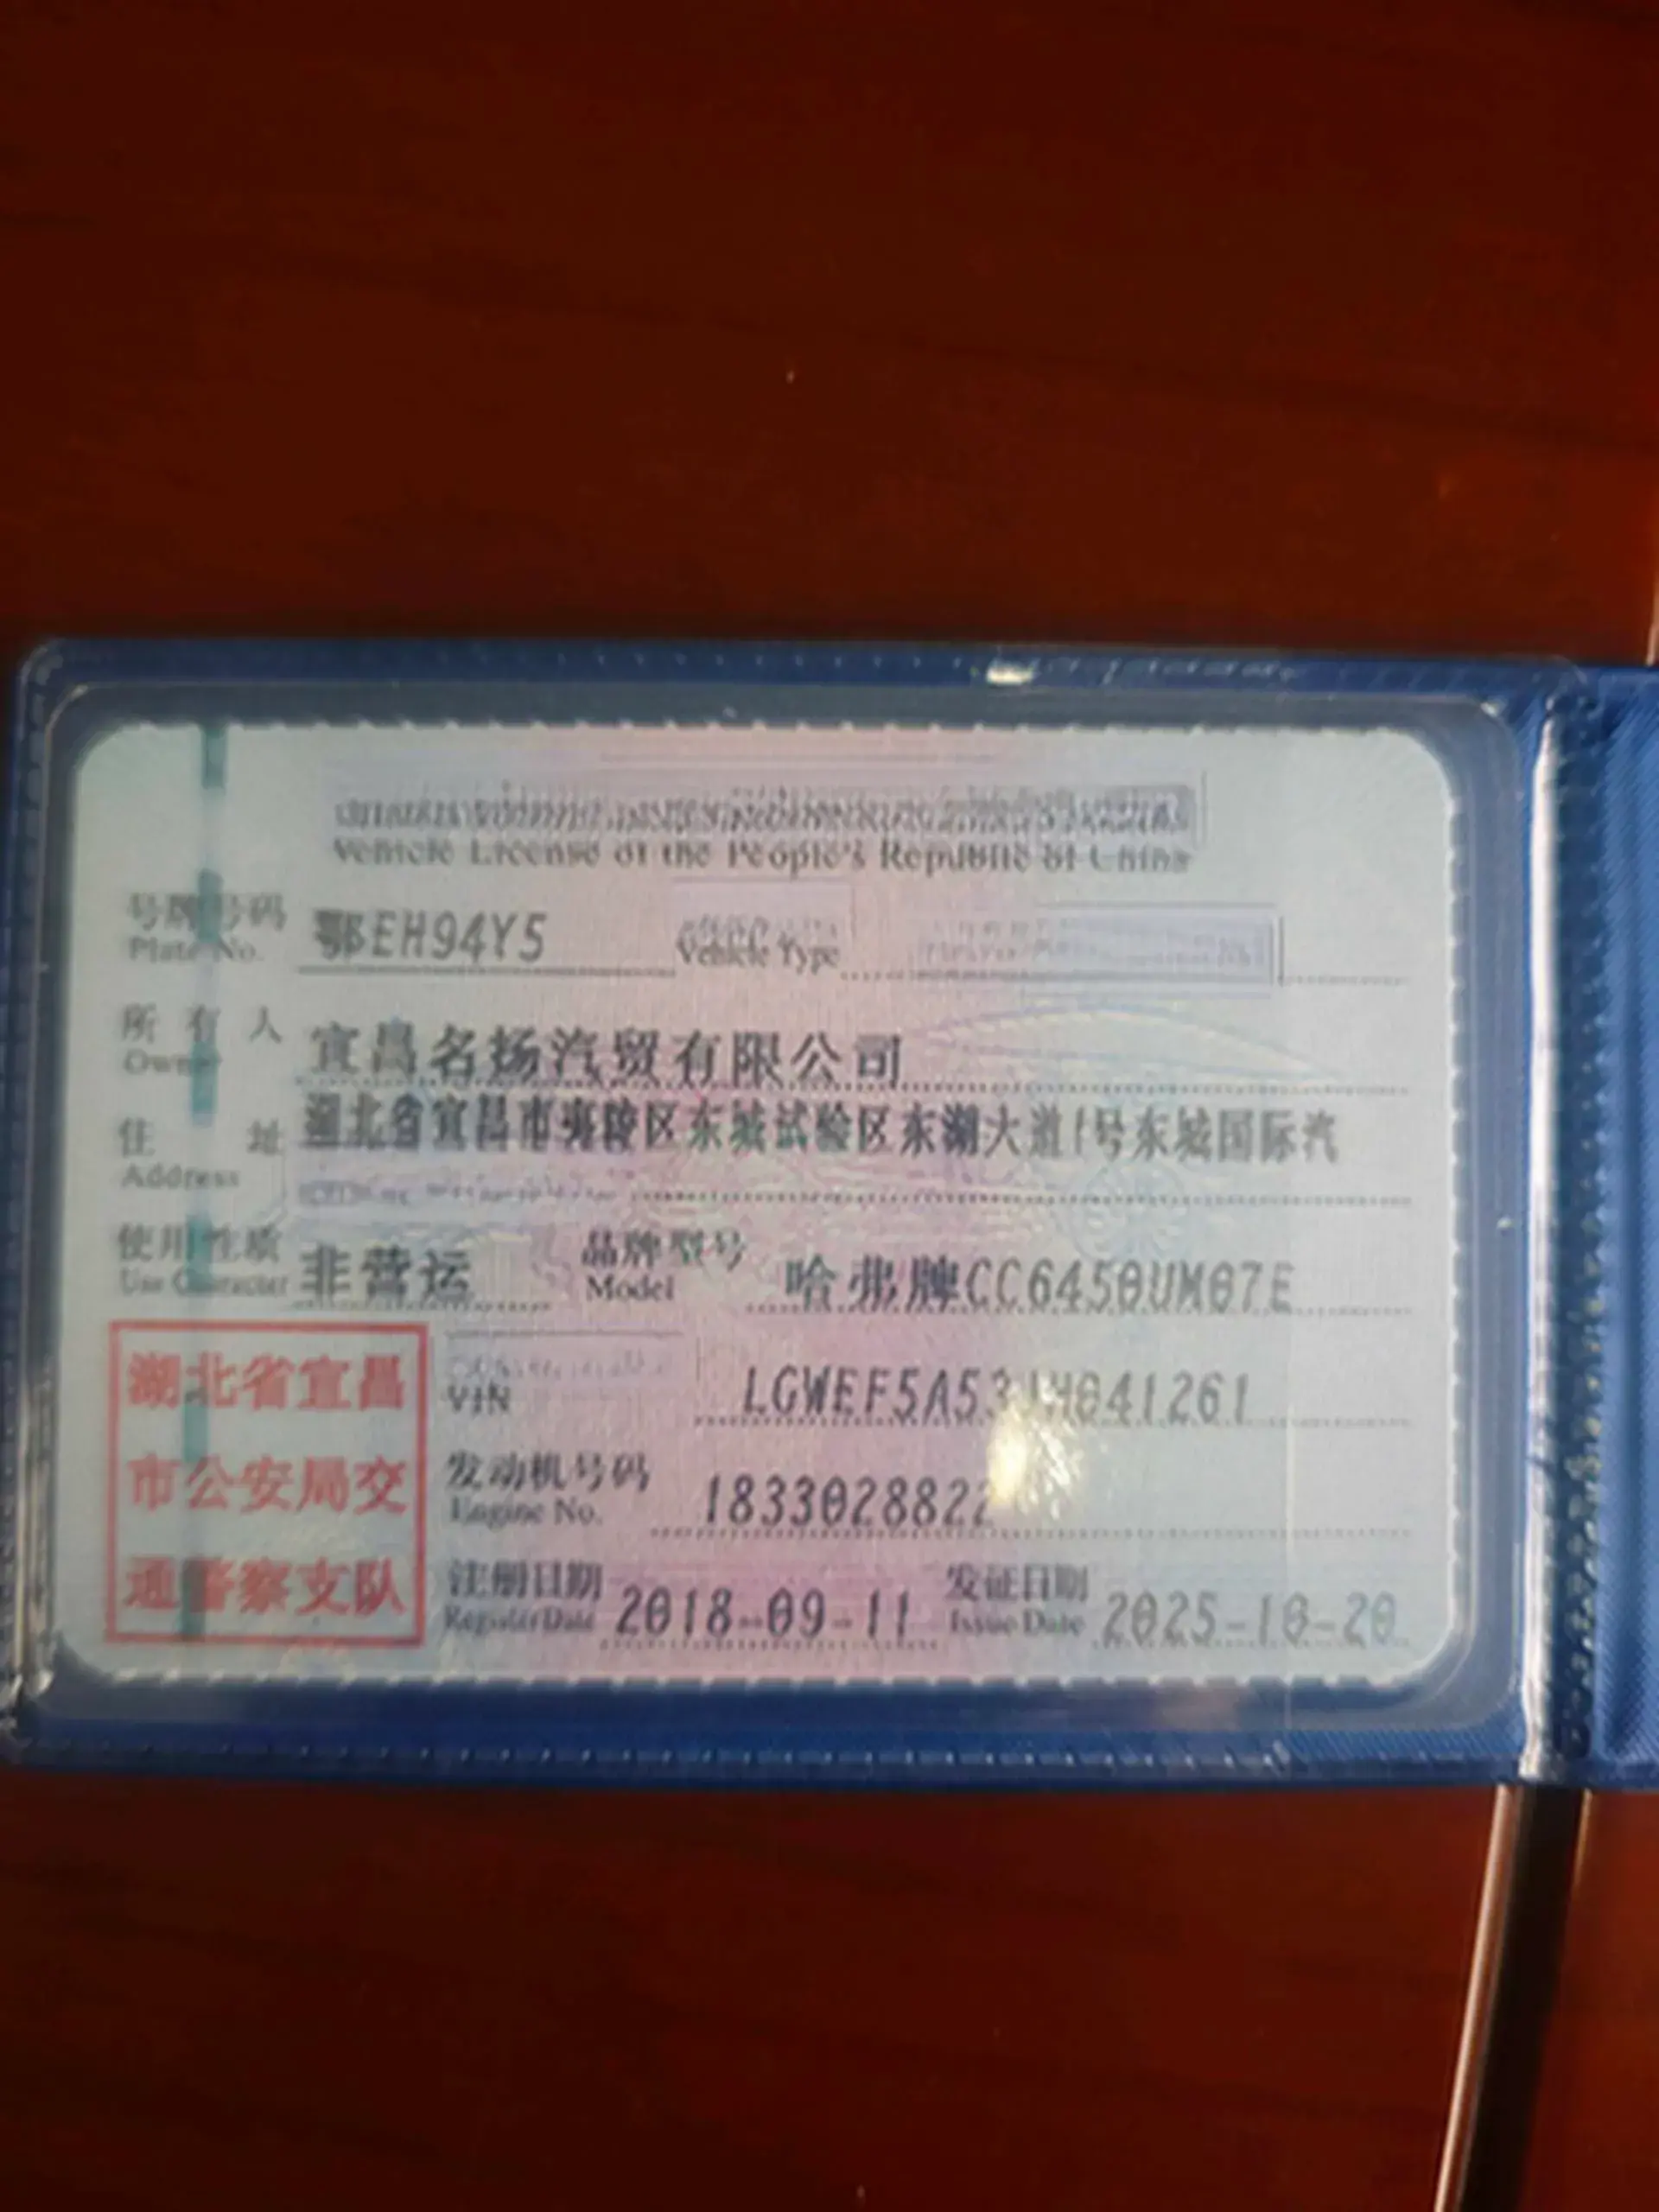 Vehicle License of the People's Republic of China
号牌号码 鄂EH94Y5
Plate No. Vehicle Type
所有人 宜昌名扬汽贸有限公司
Owner
住址 湖北省宜昌市夷陵区东城试验区东湖大道1号东城国际汽
Address
使用性质 非营运 品牌型号 哈弗牌CC6450UM07E
Use Character Model
湖北省宜昌
市公安局交
通警察支队
VIN LGWEF5A53JH041261
发动机号码 1833028822
Engine No.
注册日期 2018-09-11 发证日期 2025-10-20
Register Date Issue Date